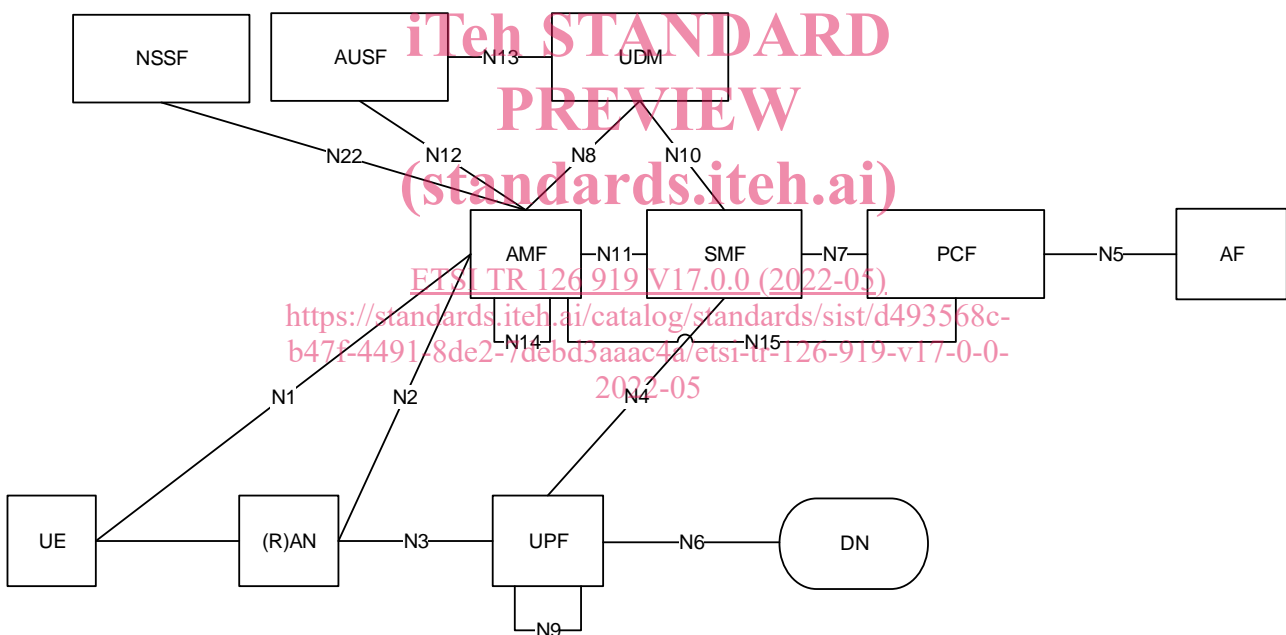 iTeh STANDARD
PREVIEW
(standards.iteh.ai)
NSSF
AUSF
N13
UDM
N22
N12
N8
N10
AMF
N11
SMF
N7
PCF
N5
AF
ETSI TR 126 919 V17.0.0 (2022-05)
https://standards.iteh.ai/catalog/standards/sist/d493568c-
b47f-4491-8de2-7debd3aaac4a/etsi-tr-126-919-v17-0-0-
2022-05
N14
N15
N1
N2
N4
UE
(R)AN
N3
UPF
N6
DN
N9